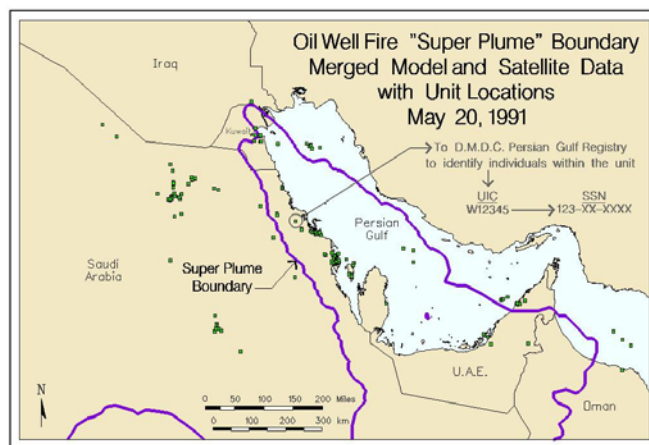 Oil Well Fire "Super Plume" Boundary
Merged Model and Satellite Data
with Unit Locations
May 20, 1991
Iraq
Kuwait
To D.M.D.C. Persian Gulf Registry
to identify individuals within the unit
UIC
W12345
SSN
123-XX-XXXX
Persian
Gulf
Saudi
Arabia
Super Plume
Boundary
U.A.E.
Oman
N
0 50 100 150 200
Miles
0 100 200 300
km